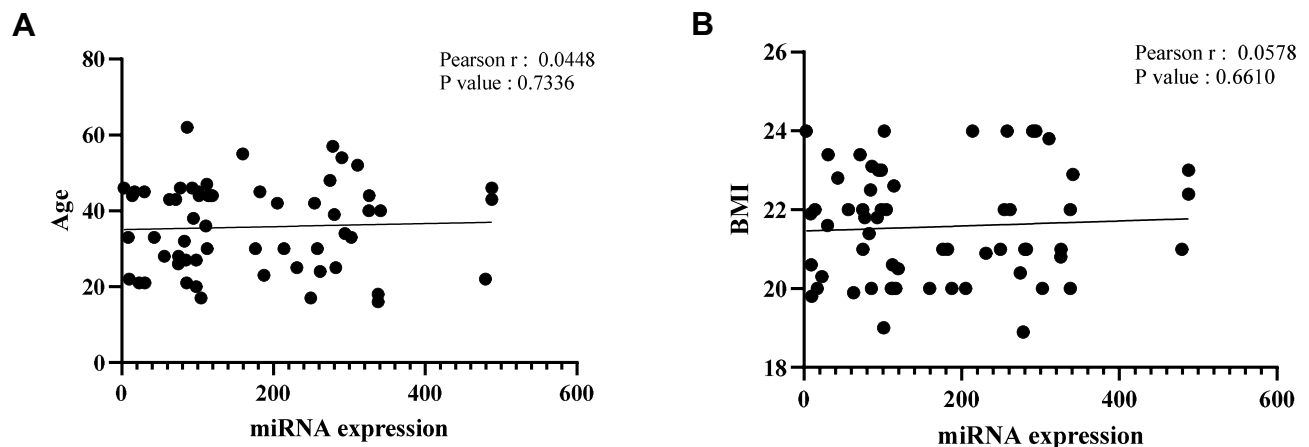 A
Pearson r : 0.0448
P value : 0.7336
80
60
40
20
0
Age
0 200 400 600
miRNA expression
B
Pearson r : 0.0578
P value : 0.6610
26
24
22
20
18
BMI
0 200 400 600
miRNA expression